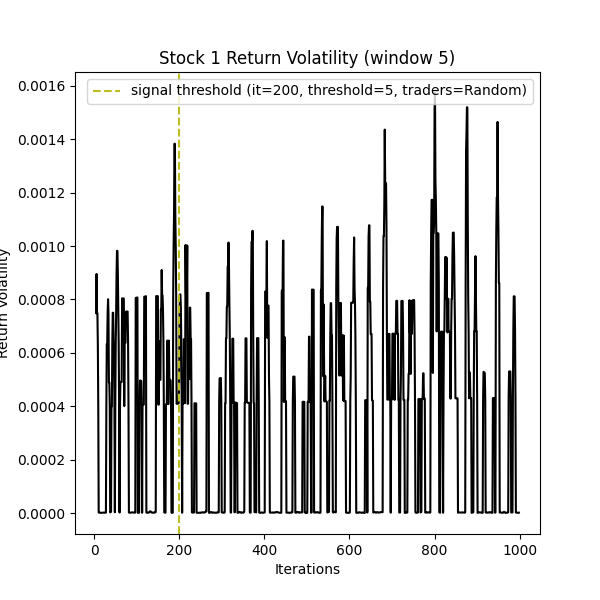 Stock 1 Return Volatility (window 5)
signal threshold (it=200, threshold=5, traders=Random)
Return Volatility
0.0016
0.0014
0.0012
0.0010
0.0008
0.0006
0.0004
0.0002
0.0000
0 200 400 600 800 1000
Iterations